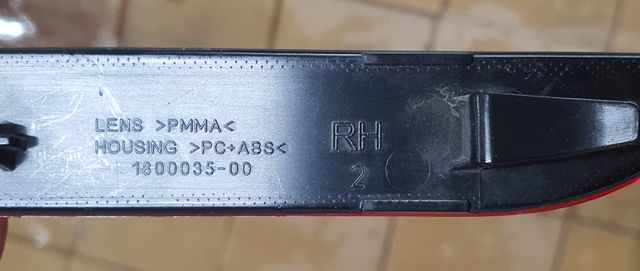 LENS >PMMA<
HOUSING >PC+ABS<
1800035-00
RH
2